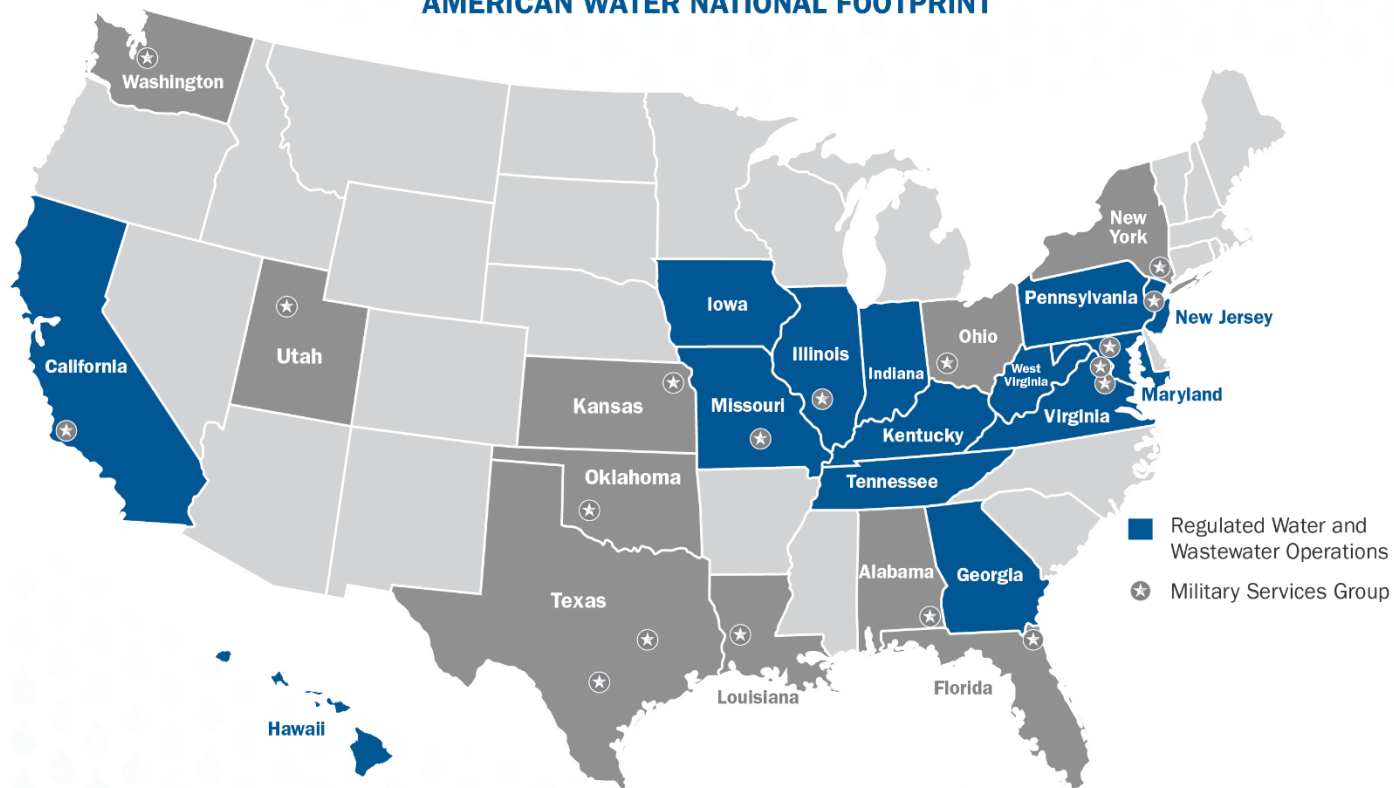 AMERICAN WATER NATIONAL FOOTPRINT
Washington
New
York
Iowa
Pennsylvania
New Jersey
Ohio
Utah
Illinois
California
Indiana
West
Virginia
Maryland
Kansas
Missouri
Virginia
Kentucky
Oklahoma
Tennessee
Regulated Water and
Wastewater Operations
Alabama
Georgia
Military Services Group
Texas
Florida
Louisiana
Hawaii